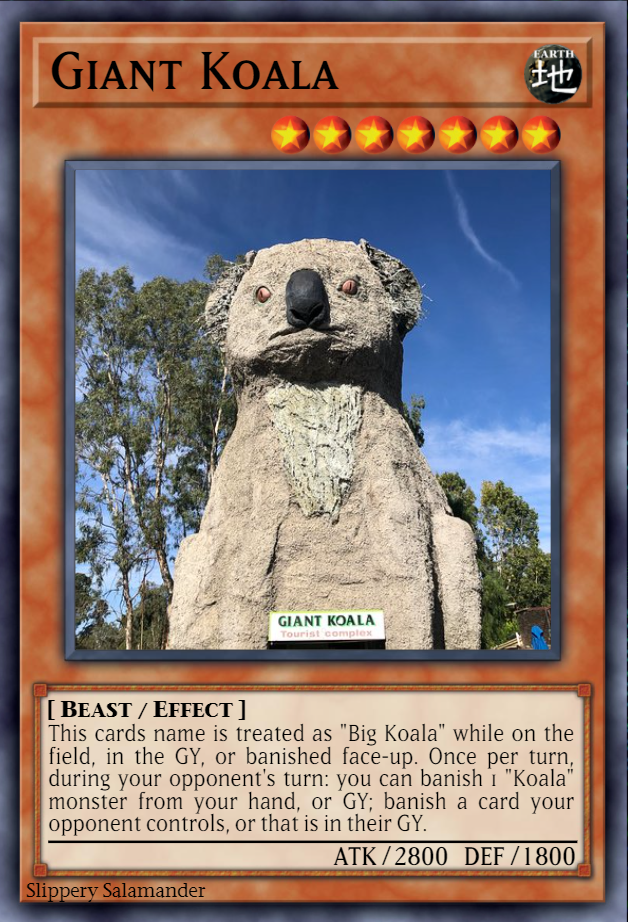 Giant Koala
EARTH
地
GIANT KOALA
Tourist complex
[ Beast / Effect ]
This cards name is treated as "Big Koala" while on the
field, in the GY, or banished face-up. Once per turn,
during your opponent's turn: you can banish 1 "Koala"
monster from your hand, or GY; banish a card your
opponent controls, or that is in their GY.
ATK/2800 DEF/1800
Slippery Salamander